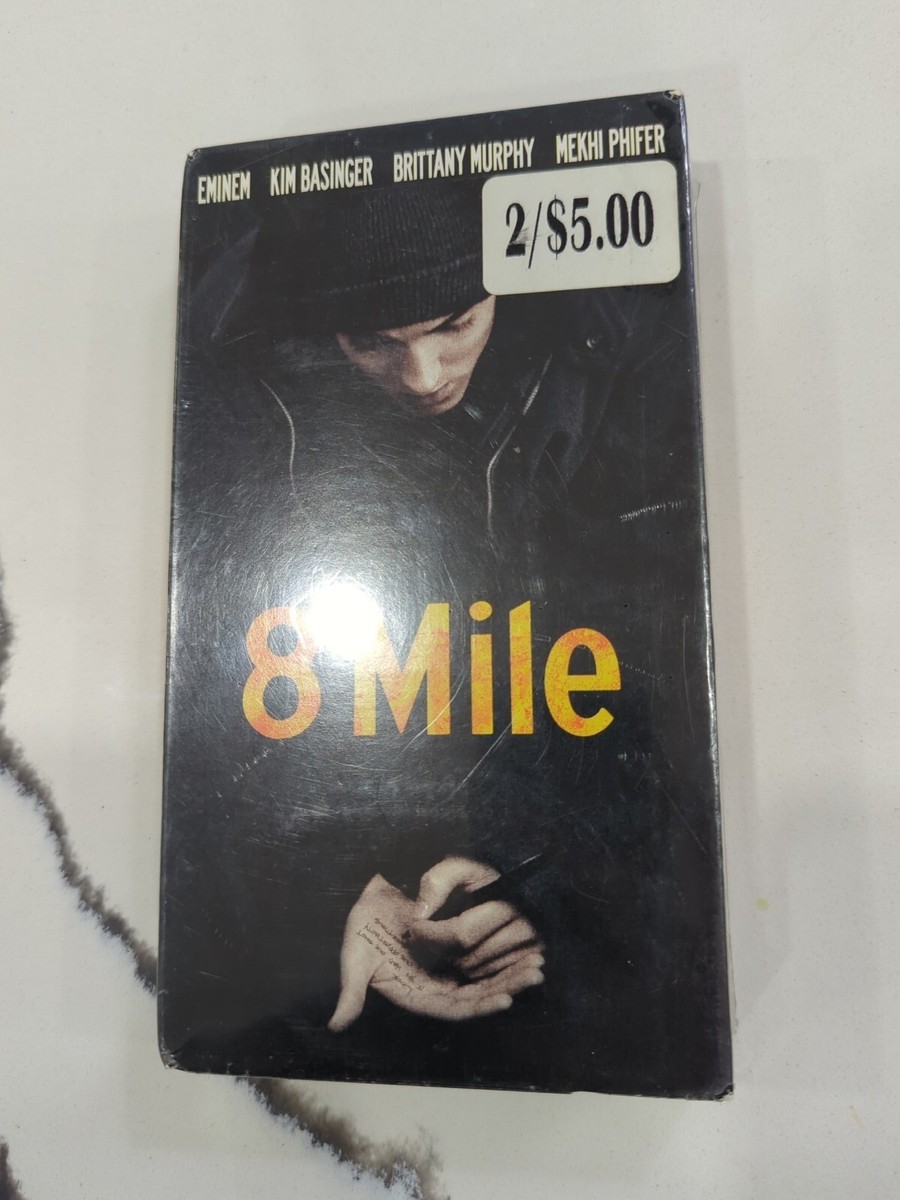 EMINEM KIM BASINGER BRITTANY MURPHY MEKHI PHIFER
2/$5.00
8 Mile